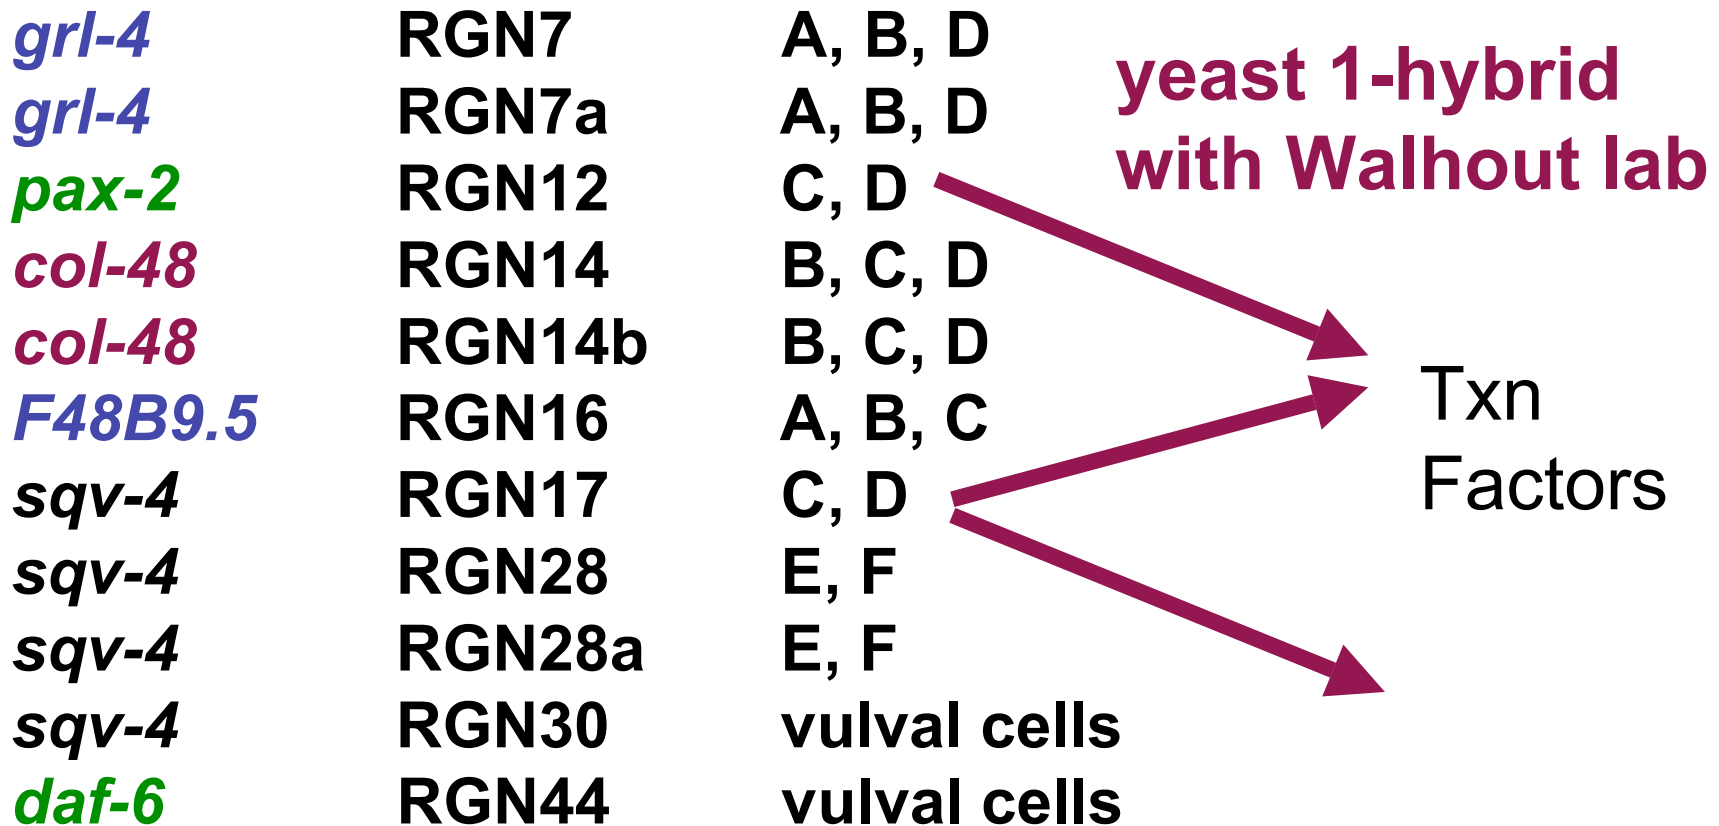 grl-4 RGN7 A, B, D
grl-4 RGN7a A, B, D
pax-2 RGN12 C, D
col-48 RGN14 B, C, D
col-48 RGN14b B, C, D
F48B9.5 RGN16 A, B, C
sqv-4 RGN17 C, D
sqv-4 RGN28 E, F
sqv-4 RGN28a E, F
sqv-4 RGN30 vulval cells
daf-6 RGN44 vulval cells
yeast 1-hybrid
with Walhout lab
Txn
Factors